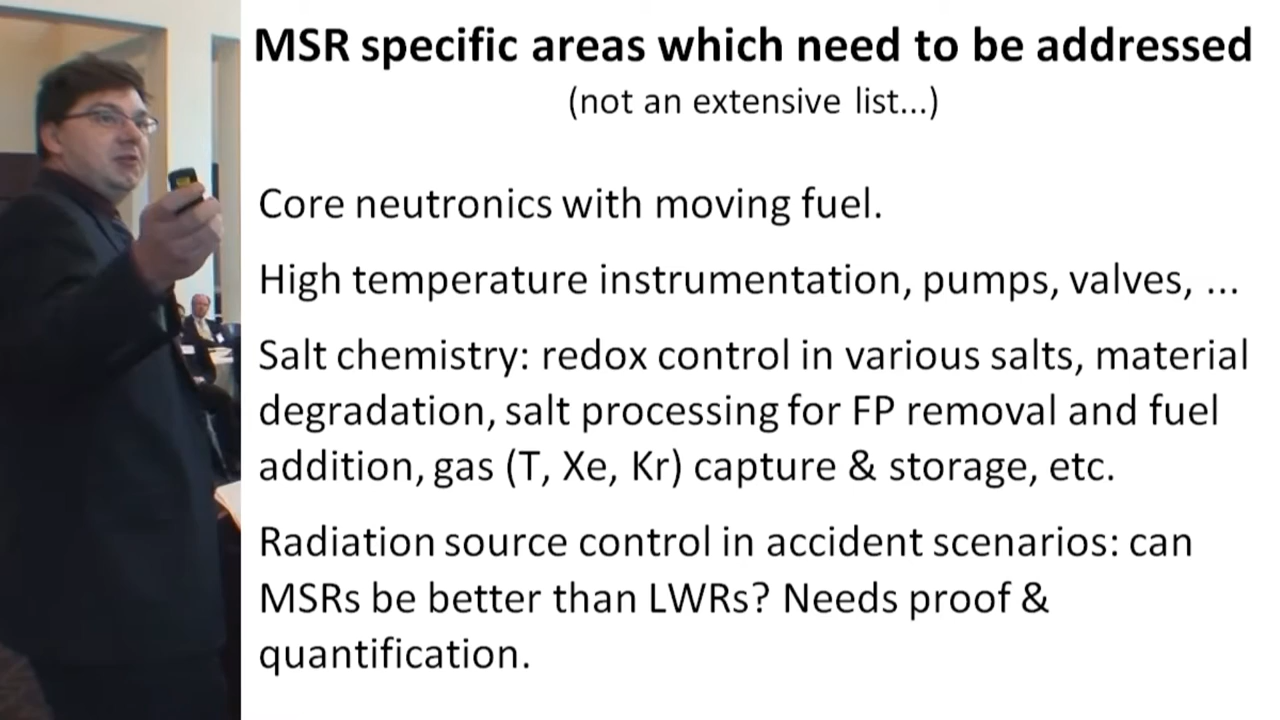 MSR specific areas which need to be addressed
(not an extensive list...)
Core neutronics with moving fuel.
High temperature instrumentation, pumps, valves, ...
Salt chemistry: redox control in various salts, material
degradation, salt processing for FP removal and fuel
addition, gas (T, Xe, Kr) capture & storage, etc.
Radiation source control in accident scenarios: can
MSRs be better than LWRs? Needs proof &
quantification.